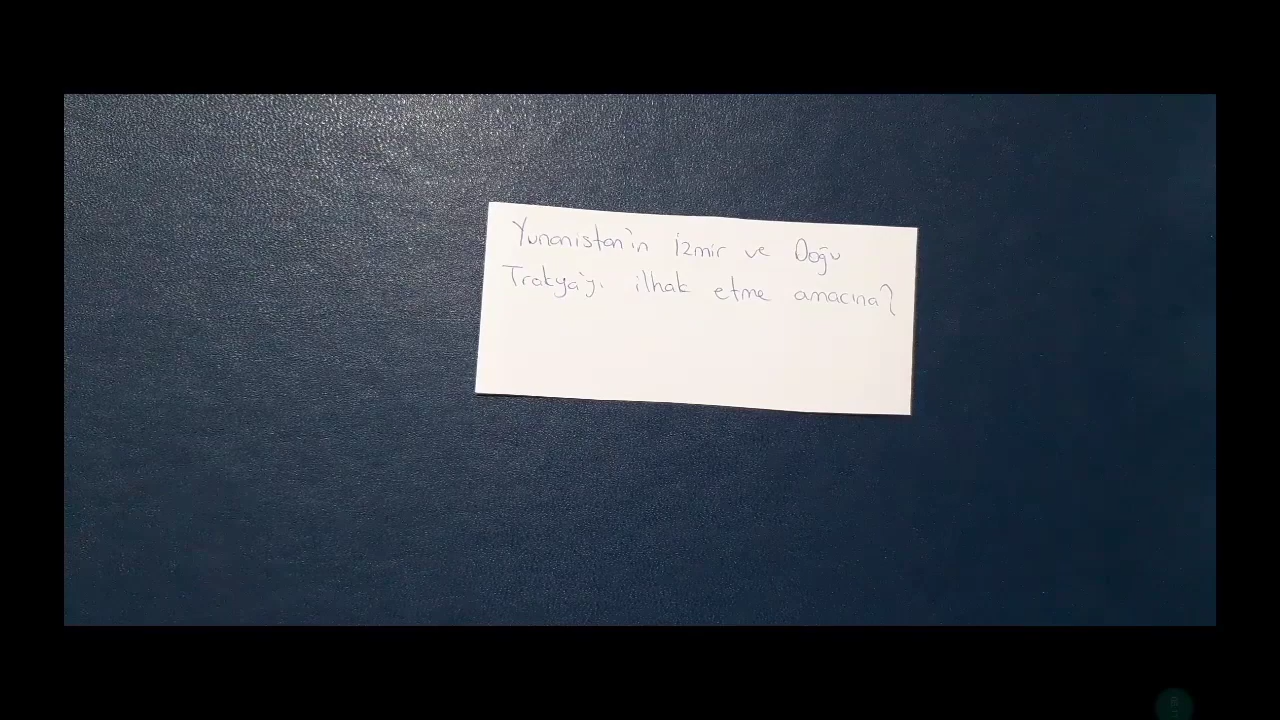 Yunanistan'ın İzmir ve Doğu
Trakya'yı ilhak etme amacına?